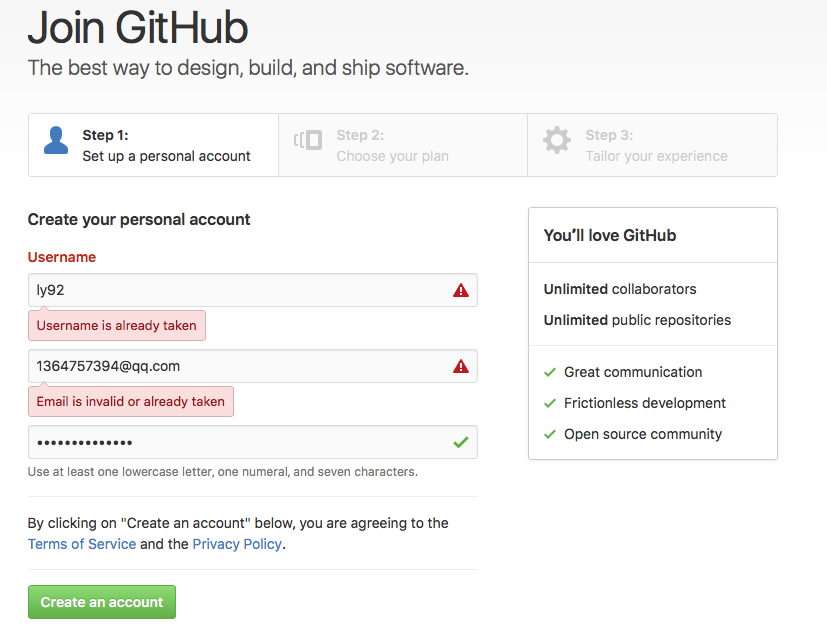 Join GitHub
The best way to design, build, and ship software.
Step 1:
Set up a personal account
Step 2:
Choose your plan
Step 3:
Tailor your experience
Create your personal account
Username
ly92
Username is already taken
1364757394@qq.com
Email is invalid or already taken
••••••••••••••
Use at least one lowercase letter, one numeral, and seven characters.
By clicking on "Create an account" below, you are agreeing to the
Terms of Service and the Privacy Policy.
Create an account
You'll love GitHub
Unlimited collaborators
Unlimited public repositories
Great communication
Frictionless development
Open source community